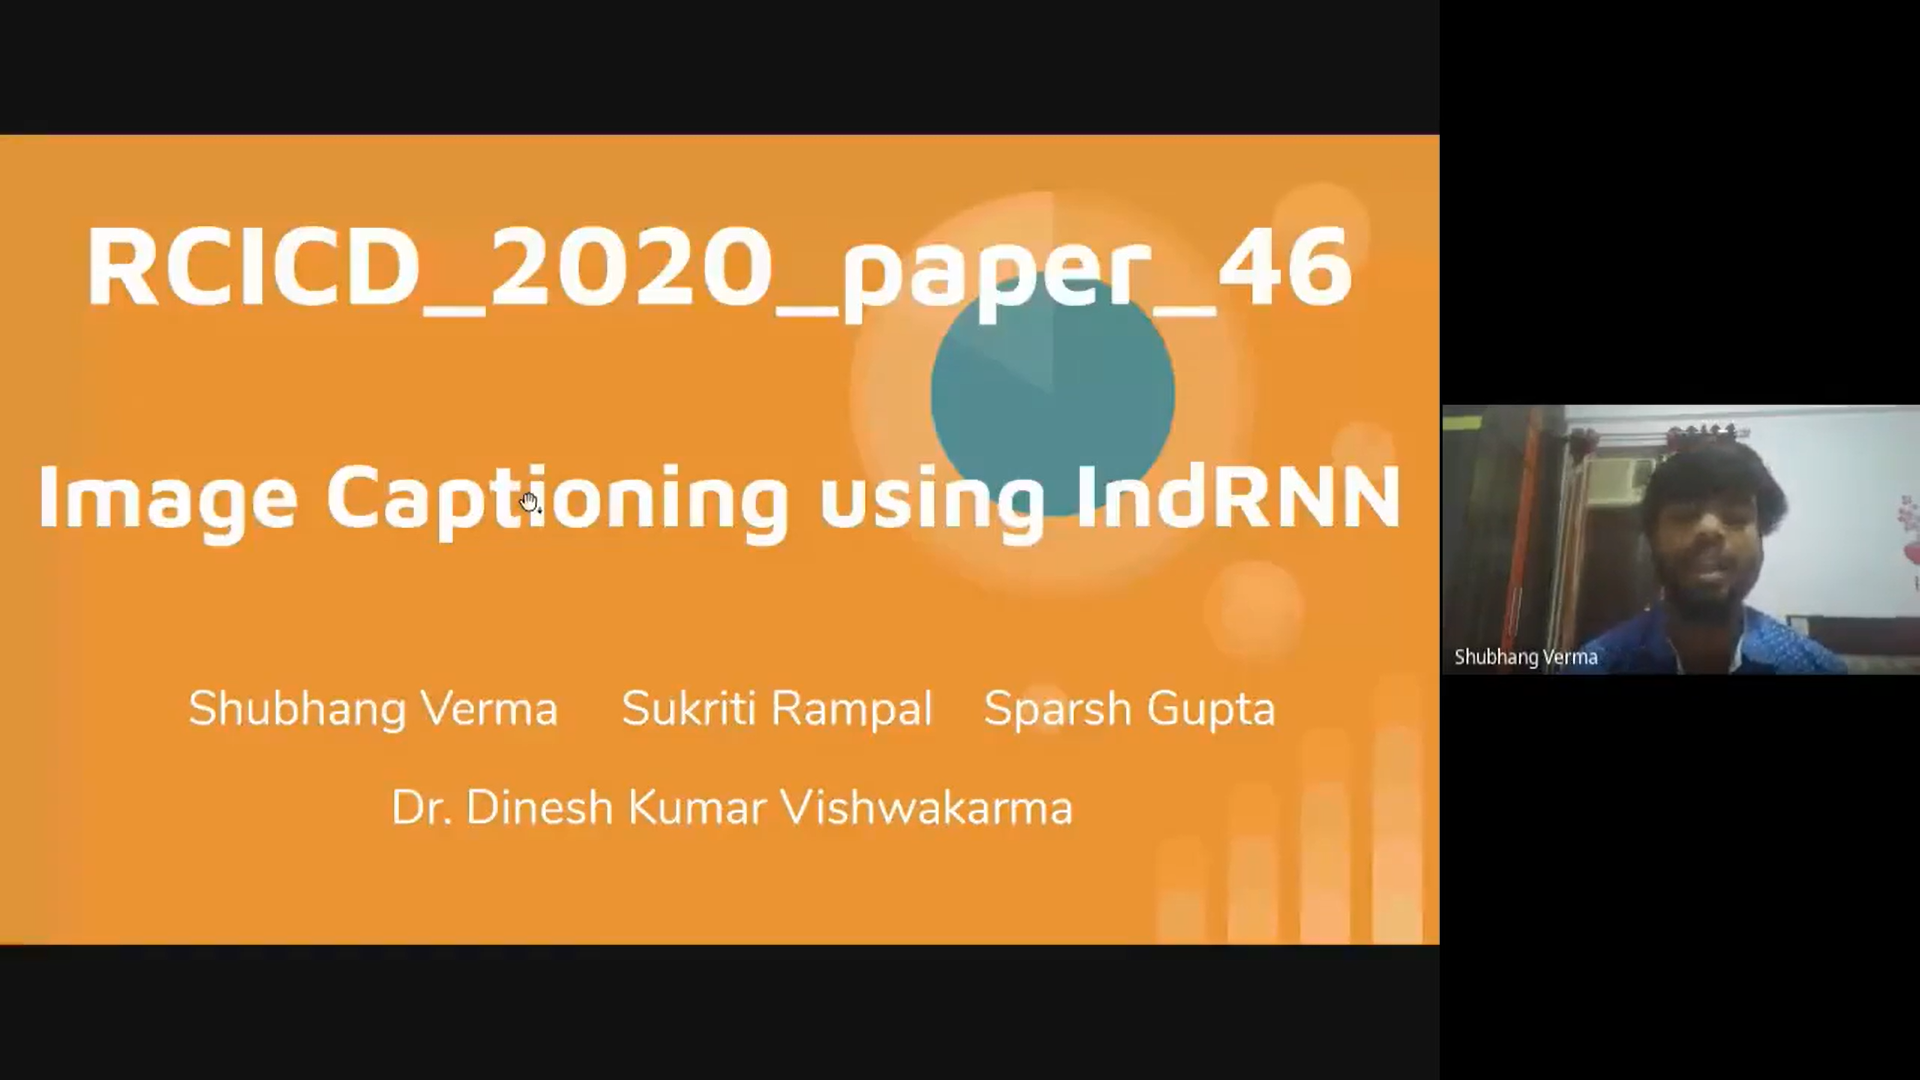 RCICD_2020_paper_46
Image Captioning using IndRNN
Shubhang Verma Sukriti Rampal Sparsh Gupta
Dr. Dinesh Kumar Vishwakarma
Shubhang Verma